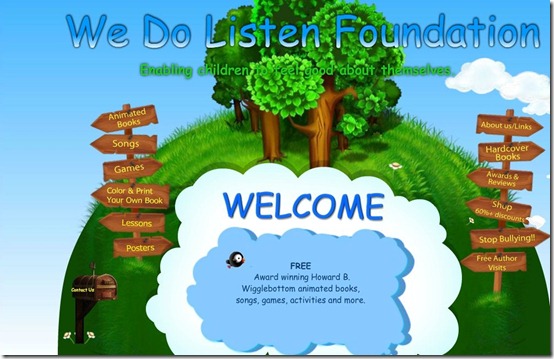 We Do Listen Foundation
Enabling children to feel good about themselves.
Animated
Books
Songs
Games
Color & Print
Your Own Book
Lessons
Posters
Contact Us
About us/Links
Hardcover
Books
Awards &
Reviews
Shop
60%+ discounts
Stop Bullying!!
Free Author
Visits
WELCOME
FREE
Award winning Howard B.
Wigglebottom animated books,
songs, games, activities and more.